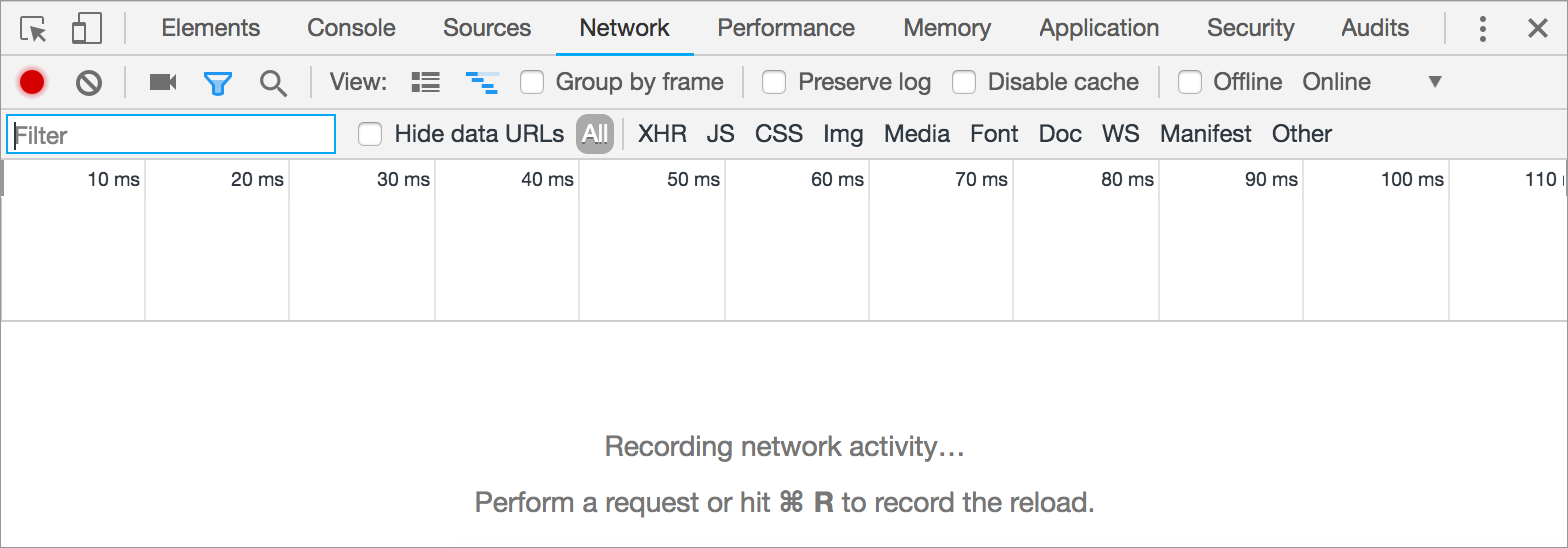 Elements Console Sources Network Performance Memory Application Security Audits
View: Group by frame Preserve log Disable cache Offline Online
Filter Hide data URLs All XHR JS CSS Img Media Font Doc WS Manifest Other
10 ms 20 ms 30 ms 40 ms 50 ms 60 ms 70 ms 80 ms 90 ms 100 ms 110
Recording network activity…
Perform a request or hit ⌘ R to record the reload.